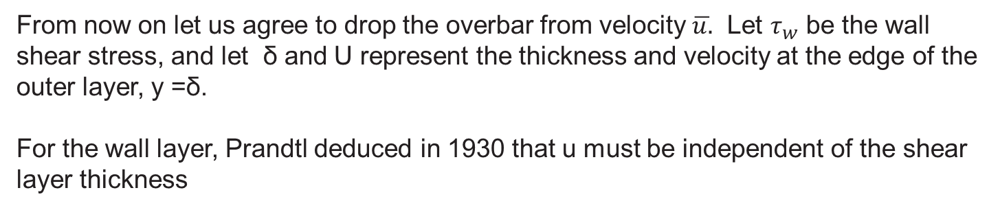 From now on let us agree to drop the overbar from velocity u̅.  Let τ_w be the wall
shear stress, and let  δ and U represent the thickness and velocity at the edge of the
outer layer, y =δ.
For the wall layer, Prandtl deduced in 1930 that u must be independent of the shear
layer thickness